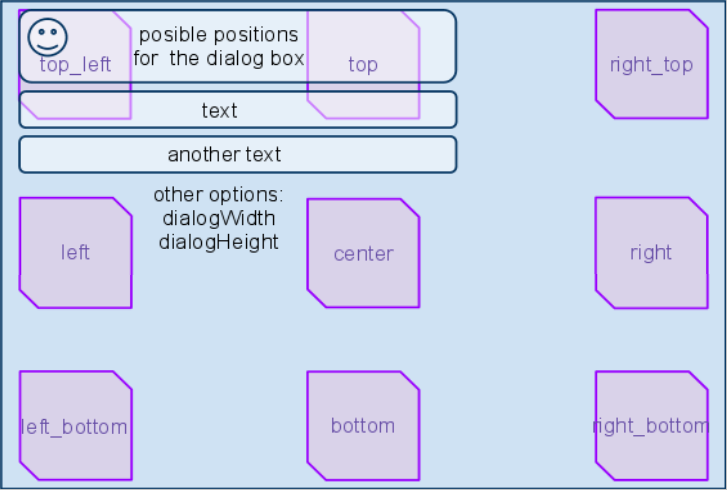 posible positions
for the dialog box
top_left
top
right_top
text
another text
other options:
dialogWidth
dialogHeight
left
center
right
left_bottom
bottom
right_bottom